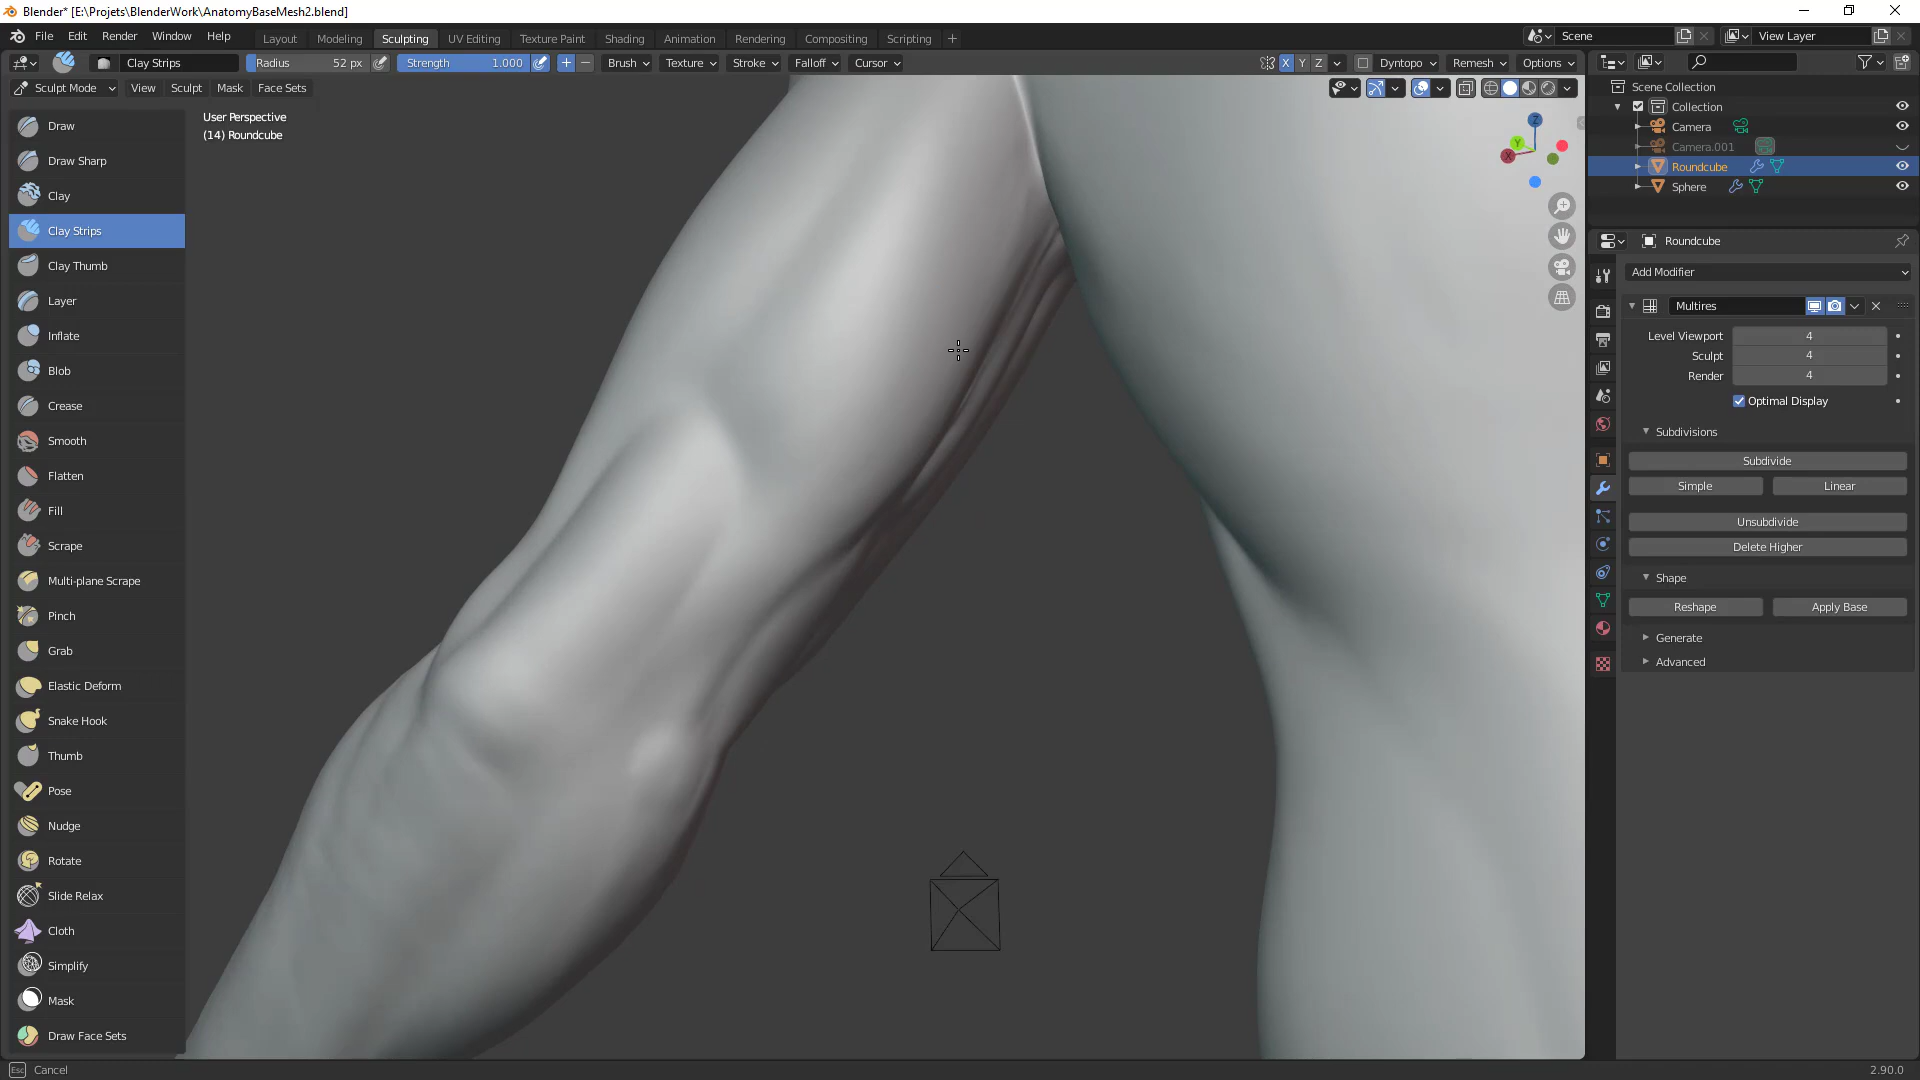 Blender* [E:\Projets\BlenderWork\AnatomyBaseMesh2.blend]
File Edit Render Window Help Layout Modeling Sculpting UV Editing Texture Paint Shading Animation Rendering Compositing Scripting + Scene View Layer
Clay Strips Radius 52 px Strength 1.000 + − Brush Texture Stroke Falloff Cursor X Y Z Dyntopo Remesh Options
Sculpt Mode View Sculpt Mask Face Sets
User Perspective
(14) Roundcube
Draw
Draw Sharp
Clay
Clay Strips
Clay Thumb
Layer
Inflate
Blob
Crease
Smooth
Flatten
Fill
Scrape
Multi-plane Scrape
Pinch
Grab
Elastic Deform
Snake Hook
Thumb
Pose
Nudge
Rotate
Slide Relax
Cloth
Simplify
Mask
Draw Face Sets
Z
Y
X
Scene Collection
Collection
Camera
Camera.001
Roundcube
Sphere
Roundcube
Add Modifier
Multires
Level Viewport 4
Sculpt 4
Render 4
Optimal Display
Subdivisions
Subdivide
Simple Linear
Unsubdivide
Delete Higher
Shape
Reshape Apply Base
Generate
Advanced
Esc Cancel
2.90.0